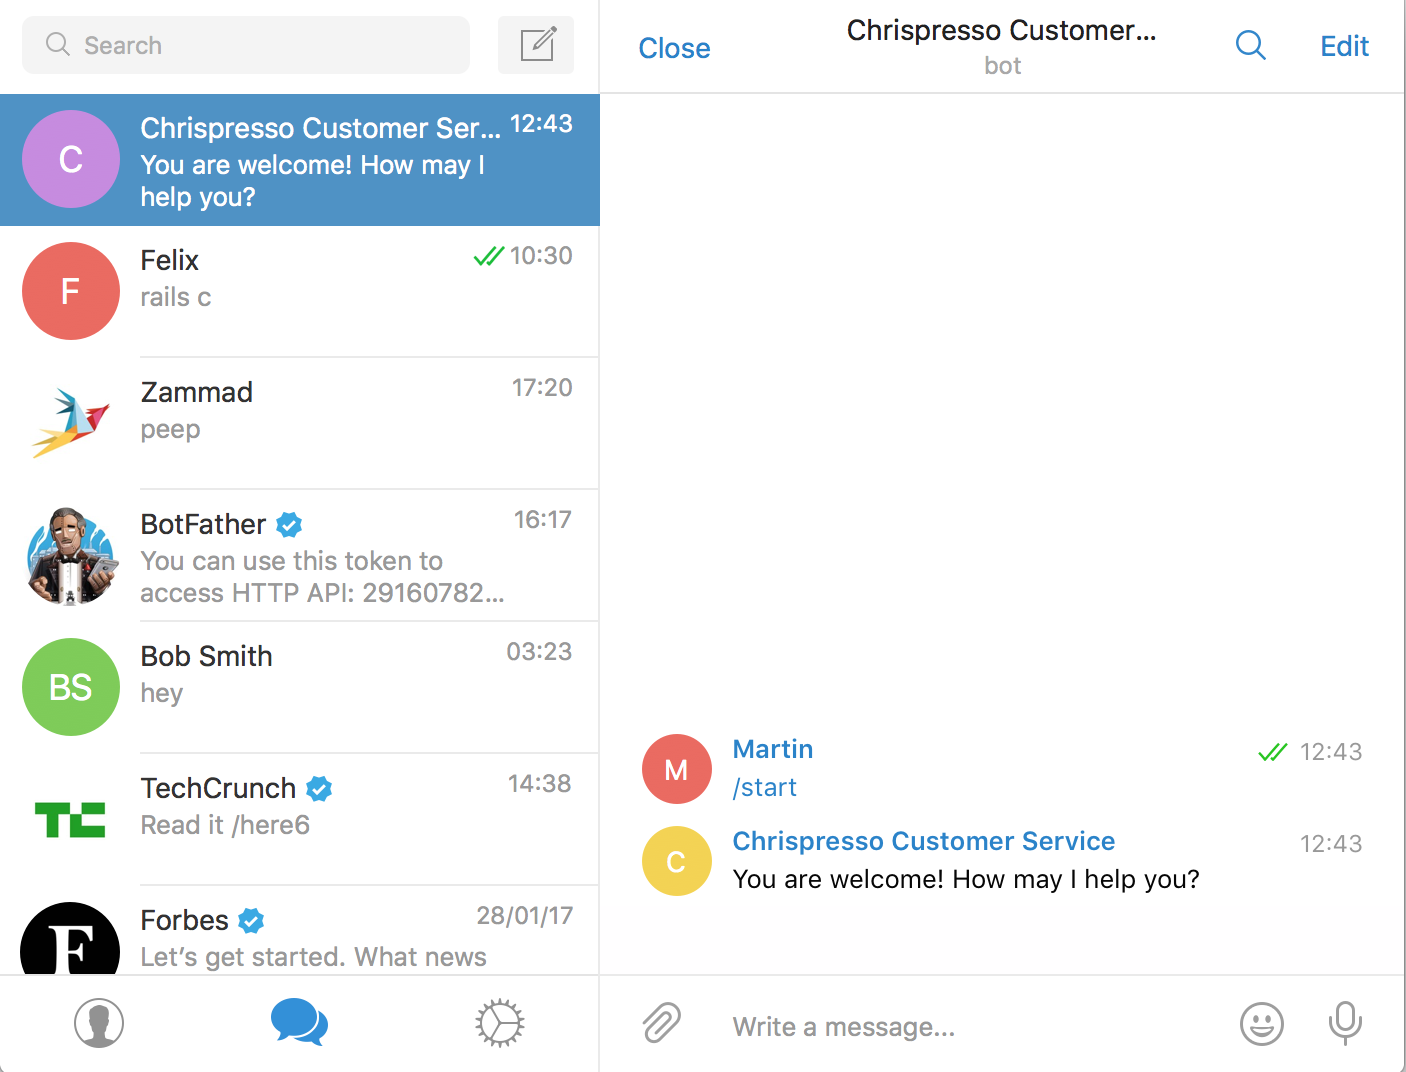 Search
C
Chrispresso Customer Ser... 12:43
You are welcome! How may I
help you?
F
Felix 10:30
rails c
Zammad 17:20
peep
BotFather 16:17
You can use this token to
access HTTP API: 29160782...
BS
Bob Smith 03:23
hey
TC
TechCrunch 14:38
Read it /here6
F
Forbes 28/01/17
Let’s get started. What news
Close
Chrispresso Customer...
bot
Edit
M
Martin 12:43
/start
C
Chrispresso Customer Service 12:43
You are welcome! How may I help you?
Write a message...